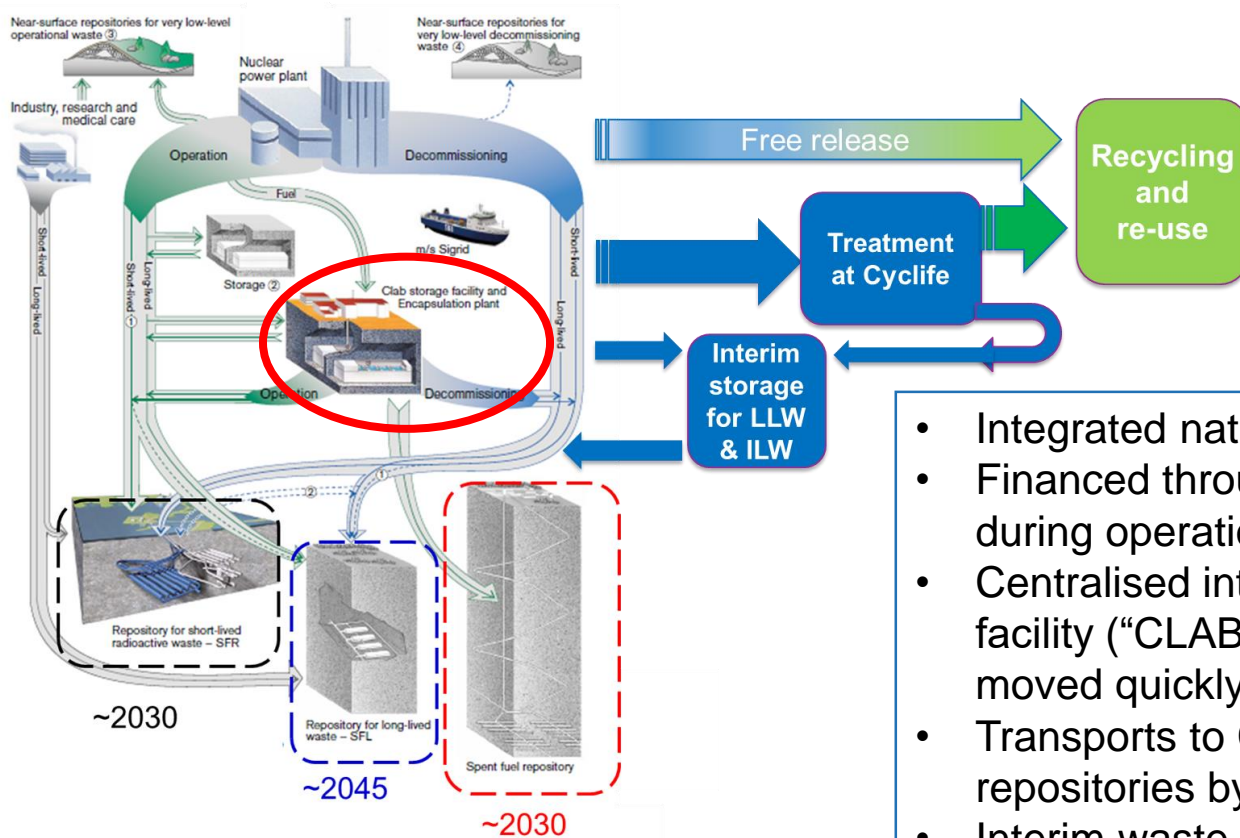 Near-surface repositories for very low-level
operational waste ③
Near-surface repositories for
very low-level decommissioning
waste ④
Nuclear
power plant
Industry, research and
medical care
Operation
Decommissioning
Free release
Recycling
and
re-use
Fuel
m/s Sigrid
Storage ②
Short-lived
Long-lived
Short-lived ①
Long-lived
Short-lived
Long-lived
Clab storage facility and
Encapsulation plant
Treatment
at Cyclife
Operation
Decommissioning
Interim
storage
for LLW
& ILW
①
②
Repository for short-lived
radioactive waste – SFR
~2030
Repository for long-lived
waste – SFL
~2045
Spent fuel repository
~2030
• Integrated nat
• Financed throu
during operatio
• Centralised int
facility (“CLAB
moved quickly
• Transports to
repositories by
• Interim waste